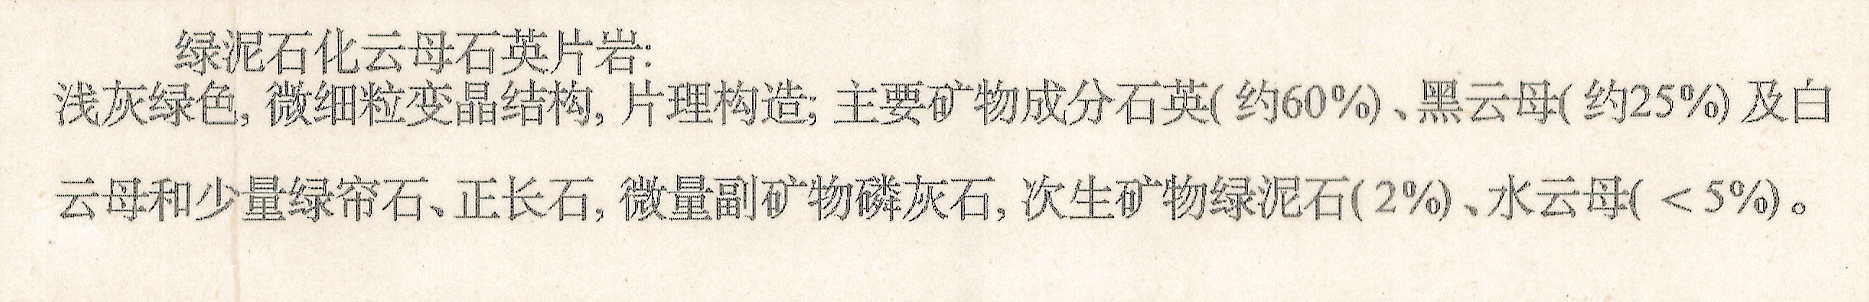 绿泥石化云母石英片岩:
浅灰绿色, 微细粒变晶结构, 片理构造; 主要矿物成分石英( 约60%) 、黑云母( 约25%) 及白
云母和少量绿帘石、正长石, 微量副矿物磷灰石, 次生矿物绿泥石( 2%) 、水云母( < 5%) 。